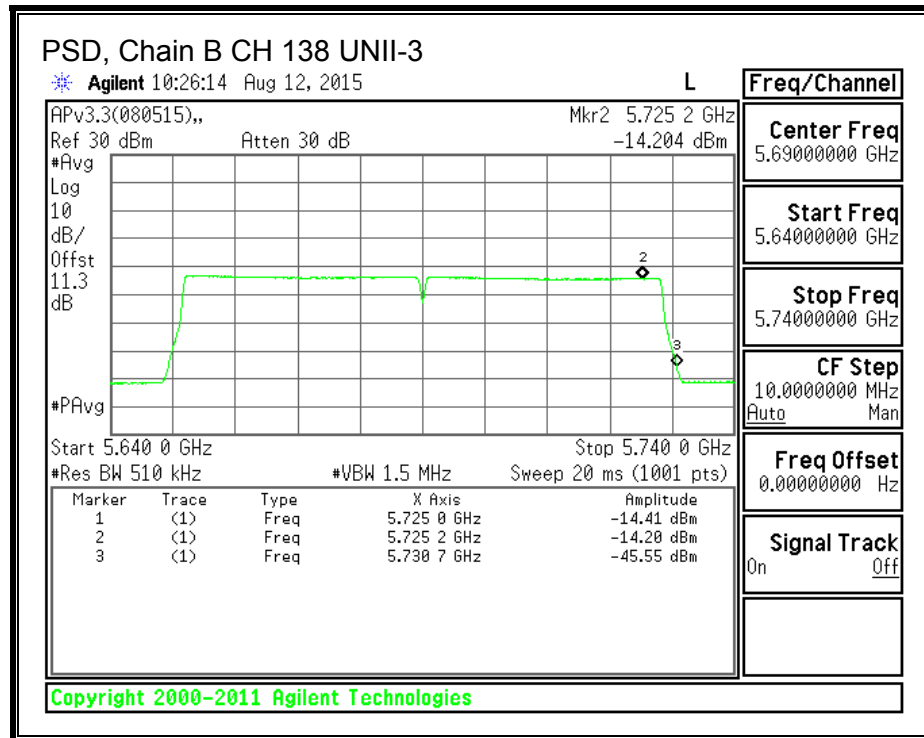 PSD, Chain B CH 138 UNII-3
Agilent 10:26:14 Aug 12, 2015 L
APv3.3(080515),, Mkr2 5.725 2 GHz
Ref 30 dBm Atten 30 dB -14.204 dBm
#Avg
Log
10
dB/
Offst
11.3
dB
#PAvg
2
3
Start 5.640 0 GHz Stop 5.740 0 GHz
#Res BW 510 kHz #VBW 1.5 MHz Sweep 20 ms (1001 pts)
Marker Trace Type X Axis Amplitude
1 (1) Freq 5.725 0 GHz -14.41 dBm
2 (1) Freq 5.725 2 GHz -14.20 dBm
3 (1) Freq 5.730 7 GHz -45.55 dBm
Freq/Channel
Center Freq
5.69000000 GHz
Start Freq
5.64000000 GHz
Stop Freq
5.74000000 GHz
CF Step
10.0000000 MHz
Auto Man
Freq Offset
0.00000000 Hz
Signal Track
On Off
Copyright 2000-2011 Agilent Technologies